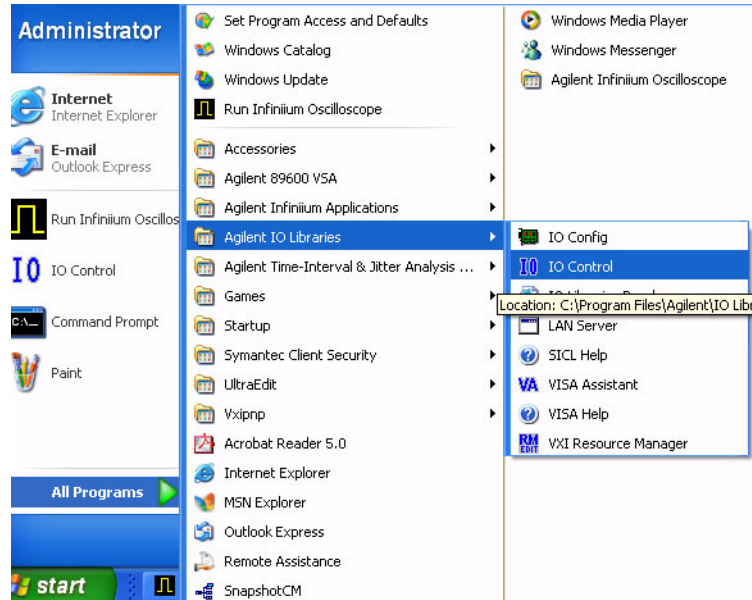 Administrator
Internet
Internet Explorer
E-mail
Outlook Express
Run Infiniium Oscillos
IO Control
C:\_
Command Prompt
Paint
All Programs
start
Set Program Access and Defaults
Windows Catalog
Windows Update
Run Infiniium Oscilloscope
Accessories
Agilent 89600 VSA
Agilent Infiniium Applications
Agilent IO Libraries
Agilent Time-Interval & Jitter Analysis ...
Games
Startup
Symantec Client Security
UltraEdit
Vxipnp
Acrobat Reader 5.0
Internet Explorer
MSN Explorer
Outlook Express
Remote Assistance
SnapshotCM
Windows Media Player
Windows Messenger
Agilent Infiniium Oscilloscope
IO Config
IO
IO Control
Location: C:\Program Files\Agilent\IO Libr
LAN Server
SICL Help
VA VISA Assistant
VISA Help
RM EDIT VXI Resource Manager